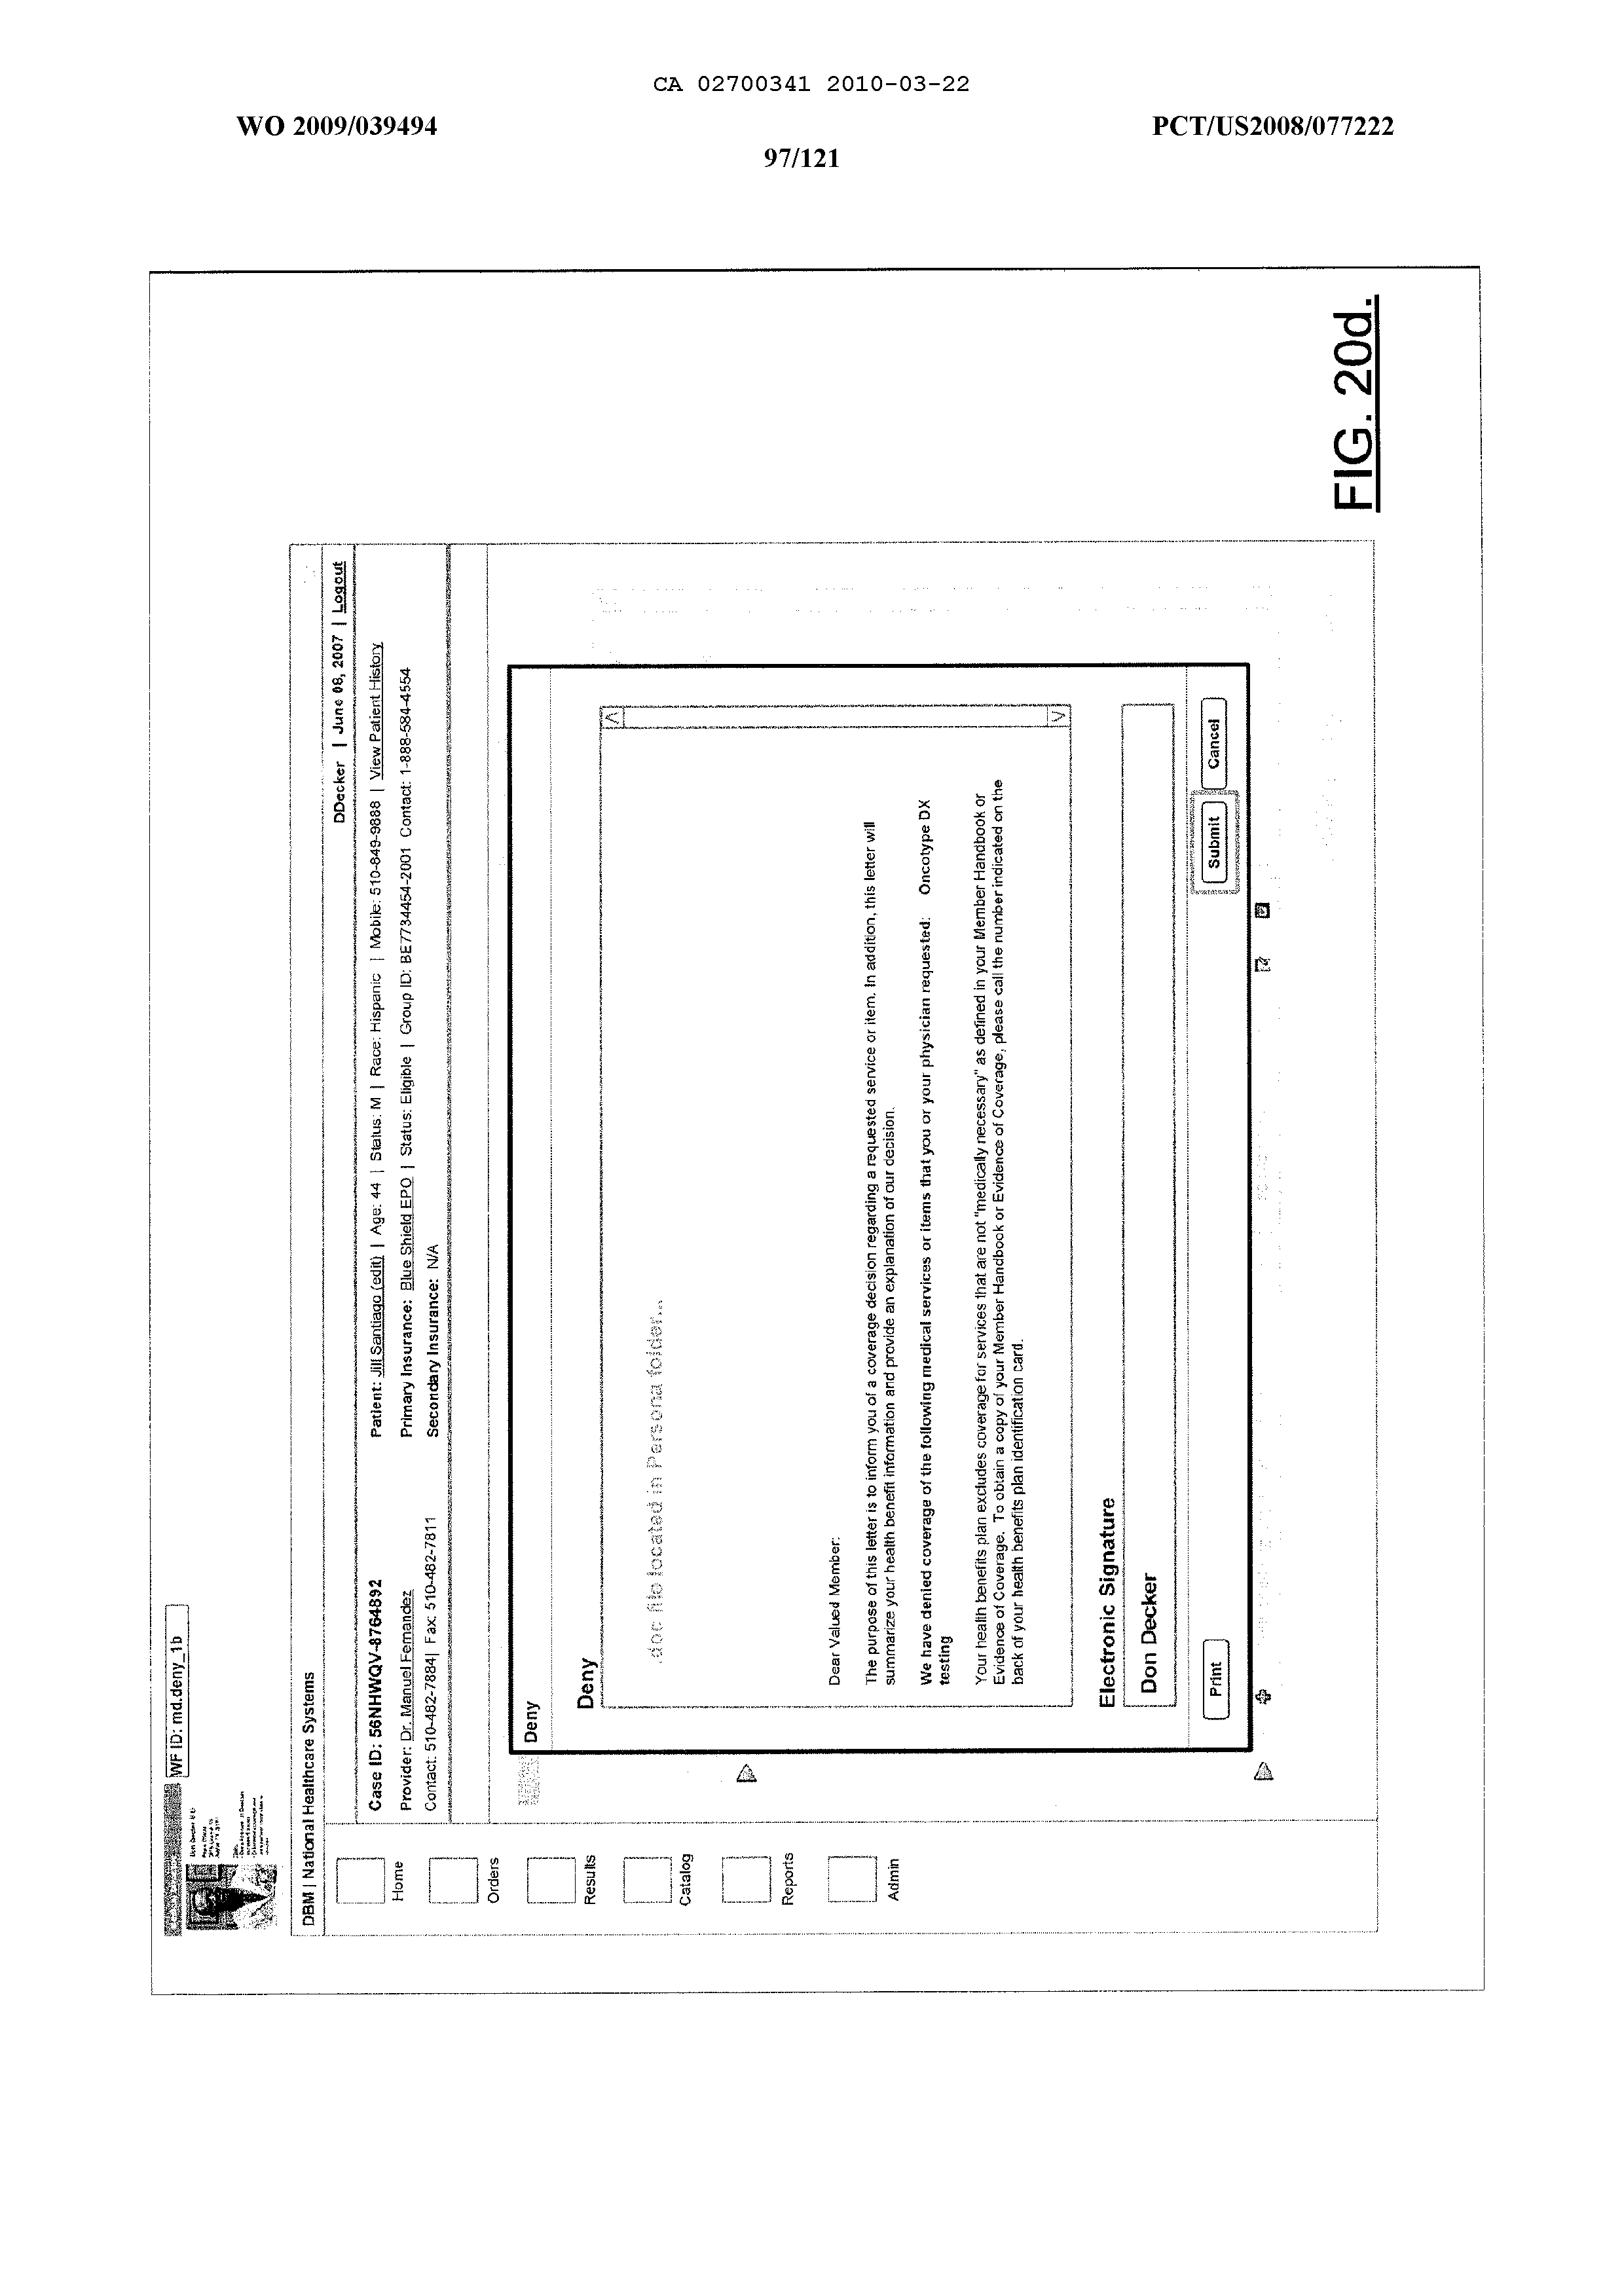 CA 02700341 2010-03-22
WO 2009/039494
PCT/US2008/077222
97/121
WF ID: md.deny_1b
DBM | National Healthcare Systems
DDecker | June 08, 2007 | Logout
Case ID: 56NHWQV-8764892
Patient: Jill Santiago (edit) | Age: 44 | Status: M | Race: Hispanic | Mobile: 510-849-9888 | View Patient History
Provider: Dr. Manuel Fernandez
Primary Insurance: Blue Shield EPO | Status: Eligible | Group ID: BE7734454-2001 Contact: 1-888-584-4554
Contact: 510-482-7884| Fax: 510-482-7811
Secondary Insurance: N/A
Home
Orders
Results
Catalog
Reports
Admin
Deny
Deny
.doc file located in Persona folder...
Dear Valued Member:
The purpose of this letter is to inform you of a coverage decision regarding a requested service or item. In addition, this letter will
summarize your health benefit information and provide an explanation of our decision.
We have denied coverage of the following medical services or items that you or your physician requested: Oncotype DX
testing
Your health benefits plan excludes coverage for services that are not "medically necessary" as defined in your Member Handbook or
Evidence of Coverage. To obtain a copy of your Member Handbook or Evidence of Coverage, please call the number indicated on the
back of your health benefits plan identification card.
Electronic Signature
Don Decker
Print
Submit
Cancel
FIG. 20d.